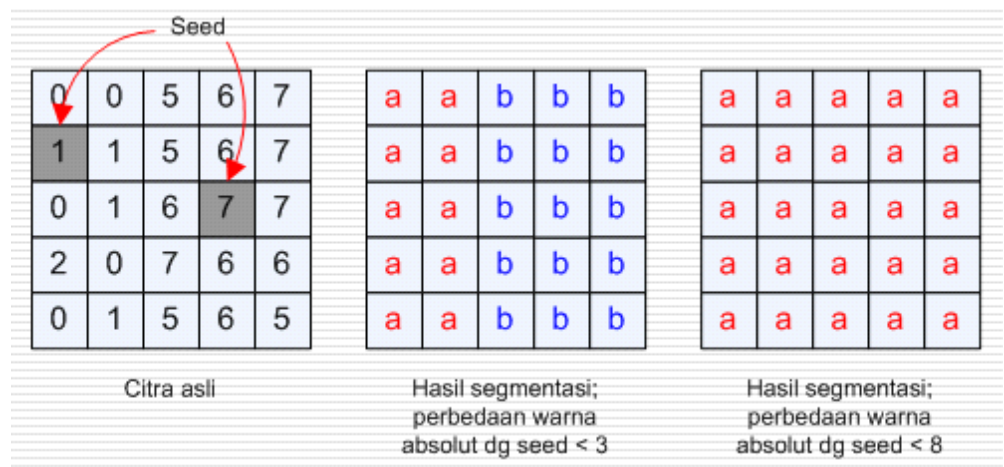 Seed
0 0 5 6 7
1 1 5 6 7
0 1 6 7 7
2 0 7 6 6
0 1 5 6 5
Citra asli
a a b b b
a a b b b
a a b b b
a a b b b
a a b b b
Hasil segmentasi;
perbedaan warna
absolut dg seed < 3
a a a a a
a a a a a
a a a a a
a a a a a
a a a a a
Hasil segmentasi;
perbedaan warna
absolut dg seed < 8